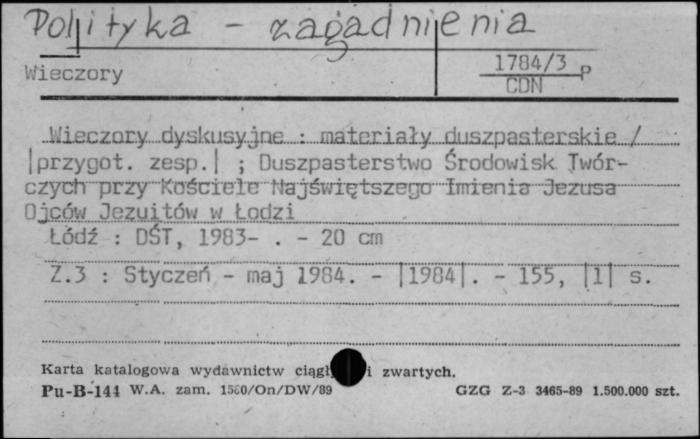 Polityka - zagadnienia
Wieczory
1784/3 P
CDN
Wieczory dyskusyjne : materiały duszpasterskie /
|przygot. zesp.| ; Duszpasterstwo Środowisk Twór-
czych przy Kościele Najświętszego Imienia Jezusa
Ojców Jezuitów w Łodzi
Łódź : DŚT, 1983- . - 20 cm
Z.3 : Styczeń - maj 1984. - |1984|. - 155, |1| s.
Karta katalogowa wydawnictw i zwartych.
Pu-B-144 W.A. zam. 1560/On/DW/89 GZG Z-3 3465-89 1.500.000 szt.